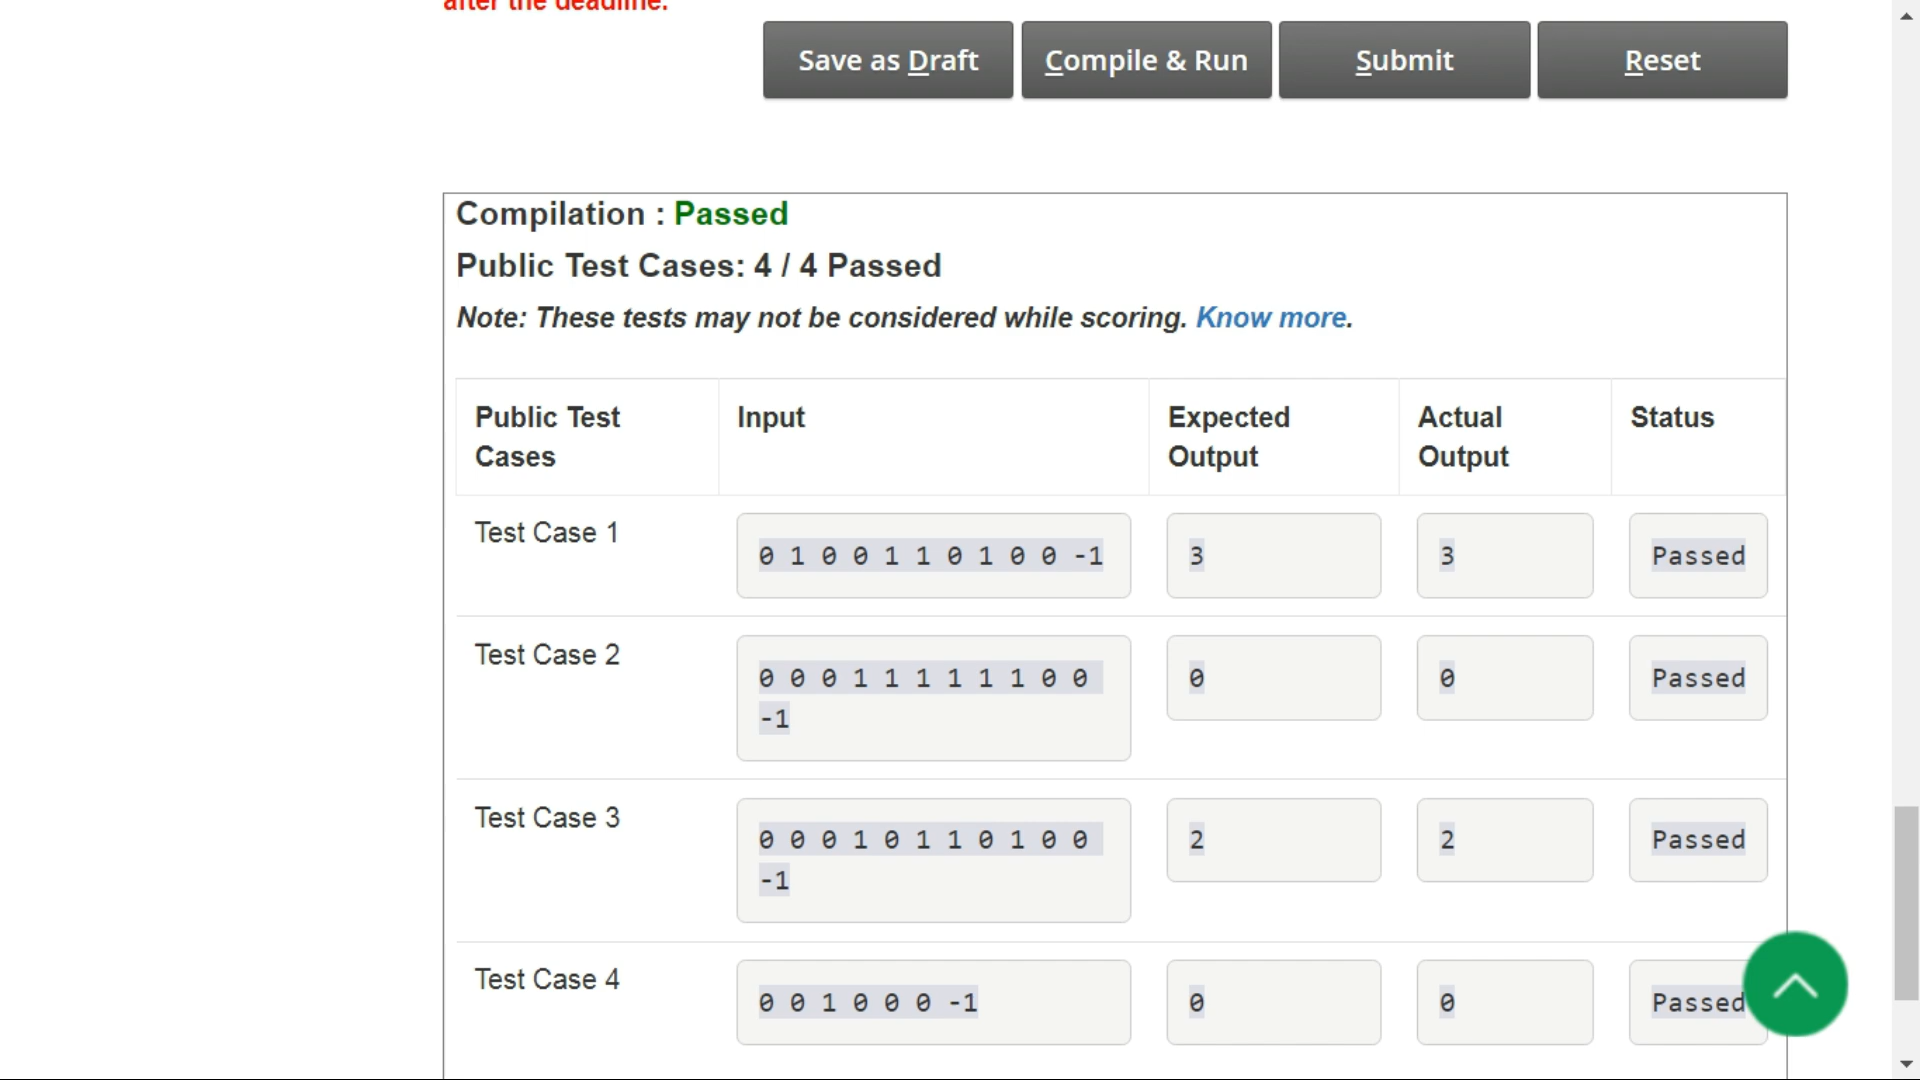 after the deadline.
Save as Draft Compile & Run Submit Reset
Compilation : Passed
Public Test Cases: 4 / 4 Passed
Note: These tests may not be considered while scoring. Know more.
Public Test Cases Input Expected Output Actual Output Status
Test Case 1 0 1 0 0 1 1 0 1 0 0 -1 3 3 Passed
Test Case 2 0 0 0 1 1 1 1 1 1 0 0 0 0 Passed
-1
Test Case 3 0 0 0 1 0 1 1 0 1 0 0 2 2 Passed
-1
Test Case 4 0 0 1 0 0 0 -1 0 0 Passed